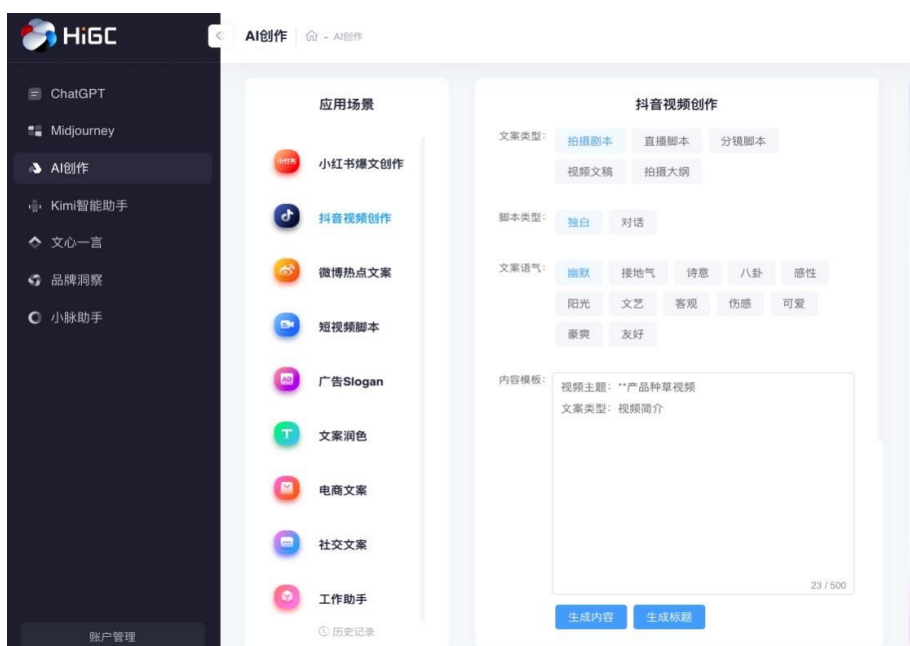 HiGC
AI创作
- AI创作
ChatGPT
Midjourney
AI创作
Kimi智能助手
文心一言
品牌洞察
小脉助手
账户管理
应用场景
小红书
小红书爆文创作
抖音视频创作
微博热点文案
短视频脚本
AD
广告Slogan
T
文案润色
电商文案
社交文案
工作助手
历史记录
抖音视频创作
文案类型: 拍摄剧本 直播脚本 分镜脚本
视频文稿 拍摄大纲
脚本类型: 独白 对话
文案语气: 幽默 接地气 诗意 八卦 感性
阳光 文艺 客观 伤感 可爱
豪爽 友好
内容模板: 视频主题: **产品种草视频
文案类型: 视频简介
23 / 500
生成内容 生成标题